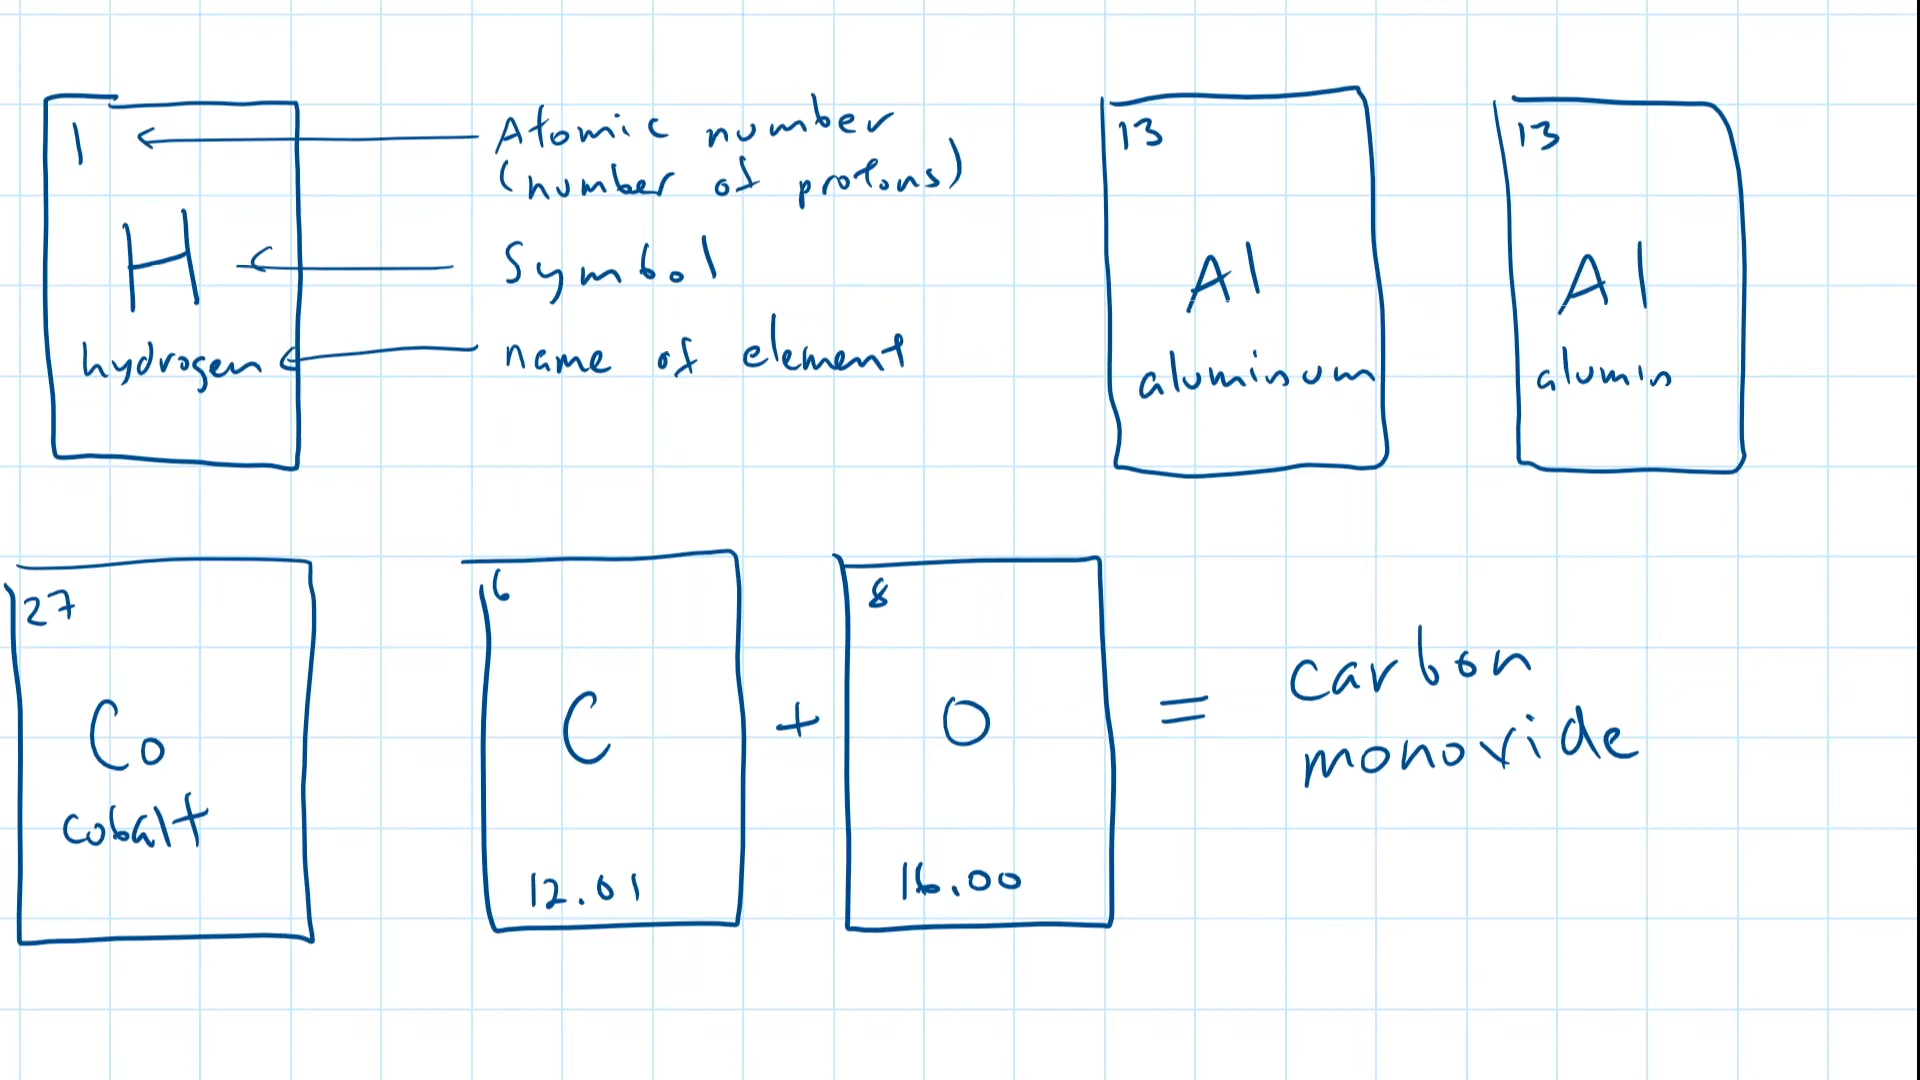 1
Atomic number
(number of protons)
H
Symbol
hydrogen
name of element
13
Al
aluminum
13
Al
alumin
27
Co
cobalt
6
C
12.01
+
8
O
16.00
=
carbon
monoxide